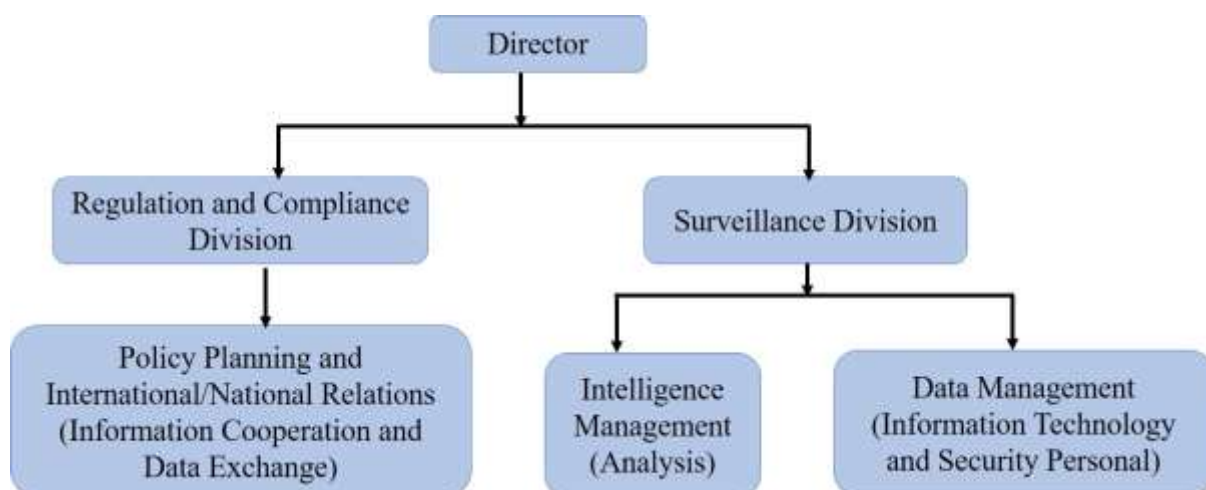 Director
Regulation and Compliance
Division
Surveillance Division
Policy Planning and
International/National Relations
(Information Cooperation and
Data Exchange)
Intelligence
Management
(Analysis)
Data Management
(Information Technology
and Security Personal)